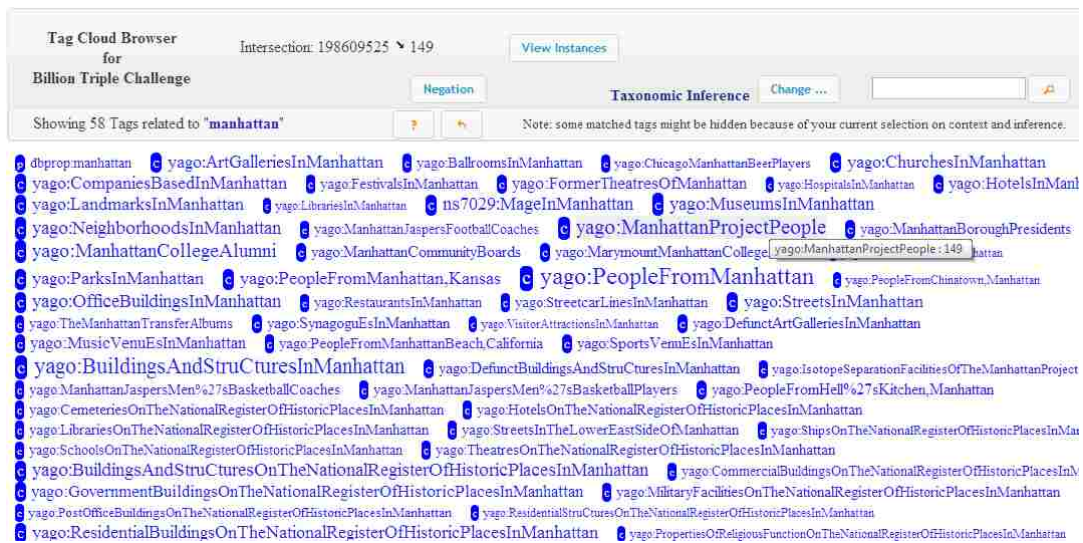 Tag Cloud Browser
for
Billion Triple Challenge
Intersection: 198609525 ➘ 149
View Instances
Negation
Taxonomic Inference
Change ...
Showing 58 Tags related to "manhattan"
?
Note: some matched tags might be hidden because of your current selection on context and inference.
p dbprop:manhattan c yago:ArtGalleriesInManhattan c yago:BallroomsInManhattan c yago:ChicagoManhattanBeerPlayers c yago:ChurchesInManhattan
c yago:CompaniesBasedInManhattan c yago:FestivalsInManhattan c yago:FormerTheatresOfManhattan c yago:HospitalsInManhattan c yago:HotelsInManh
c yago:LandmarksInManhattan c yago:LibrariesInManhattan c ns7029:MageInManhattan c yago:MuseumsInManhattan
c yago:NeighborhoodsInManhattan c yago:ManhattanJaspersFootballCoaches c yago:ManhattanProjectPeople c yago:ManhattanBoroughPresidents
c yago:ManhattanCollegeAlumni c yago:ManhattanCommunityBoards c yago:MarymountManhattanCollege yago:ManhattanProjectPeople : 149 attan
c yago:ParksInManhattan c yago:PeopleFromManhattan,Kansas c yago:PeopleFromManhattan c yago:PeopleFromChinatown,Manhattan
c yago:OfficeBuildingsInManhattan c yago:RestaurantsInManhattan c yago:StreetcarLinesInManhattan c yago:StreetsInManhattan
c yago:TheManhattanTransferAlbums c yago:SynagoguEsInManhattan c yago:VisitorAttractionsInManhattan c yago:DefunctArtGalleriesInManhattan
c yago:MusicVenuEsInManhattan c yago:PeopleFromManhattanBeach,California c yago:SportsVenuEsInManhattan
c yago:BuildingsAndStruCturesInManhattan c yago:DefunctBuildingsAndStruCturesInManhattan c yago:IsotopeSeparationFacilitiesOfTheManhattanProject
c yago:ManhattanJaspersMen%27sBasketballCoaches c yago:ManhattanJaspersMen%27sBasketballPlayers c yago:PeopleFromHell%27sKitchen,Manhattan
c yago:CemeteriesOnTheNationalRegisterOfHistoricPlacesInManhattan c yago:HotelsOnTheNationalRegisterOfHistoricPlacesInManhattan
c yago:LibrariesOnTheNationalRegisterOfHistoricPlacesInManhattan c yago:StreetsInTheLowerEastSideOfManhattan c yago:ShipsOnTheNationalRegisterOfHistoricPlacesInMan
c yago:SchoolsOnTheNationalRegisterOfHistoricPlacesInManhattan c yago:TheatresOnTheNationalRegisterOfHistoricPlacesInManhattan
c yago:BuildingsAndStruCturesOnTheNationalRegisterOfHistoricPlacesInManhattan c yago:CommercialBuildingsOnTheNationalRegisterOfHistoricPlacesInM
c yago:GovernmentBuildingsOnTheNationalRegisterOfHistoricPlacesInManhattan c yago:MilitaryFacilitiesOnTheNationalRegisterOfHistoricPlacesInManhattan
c yago:PostOfficeBuildingsOnTheNationalRegisterOfHistoricPlacesInManhattan c yago:ResidentialStruCturesOnTheNationalRegisterOfHistoricPlacesInManhattan
c yago:ResidentialBuildingsOnTheNationalRegisterOfHistoricPlacesInManhattan c yago:PropertiesOfReligiousFunctionOnTheNationalRegisterOfHistoricPlacesInManhattan